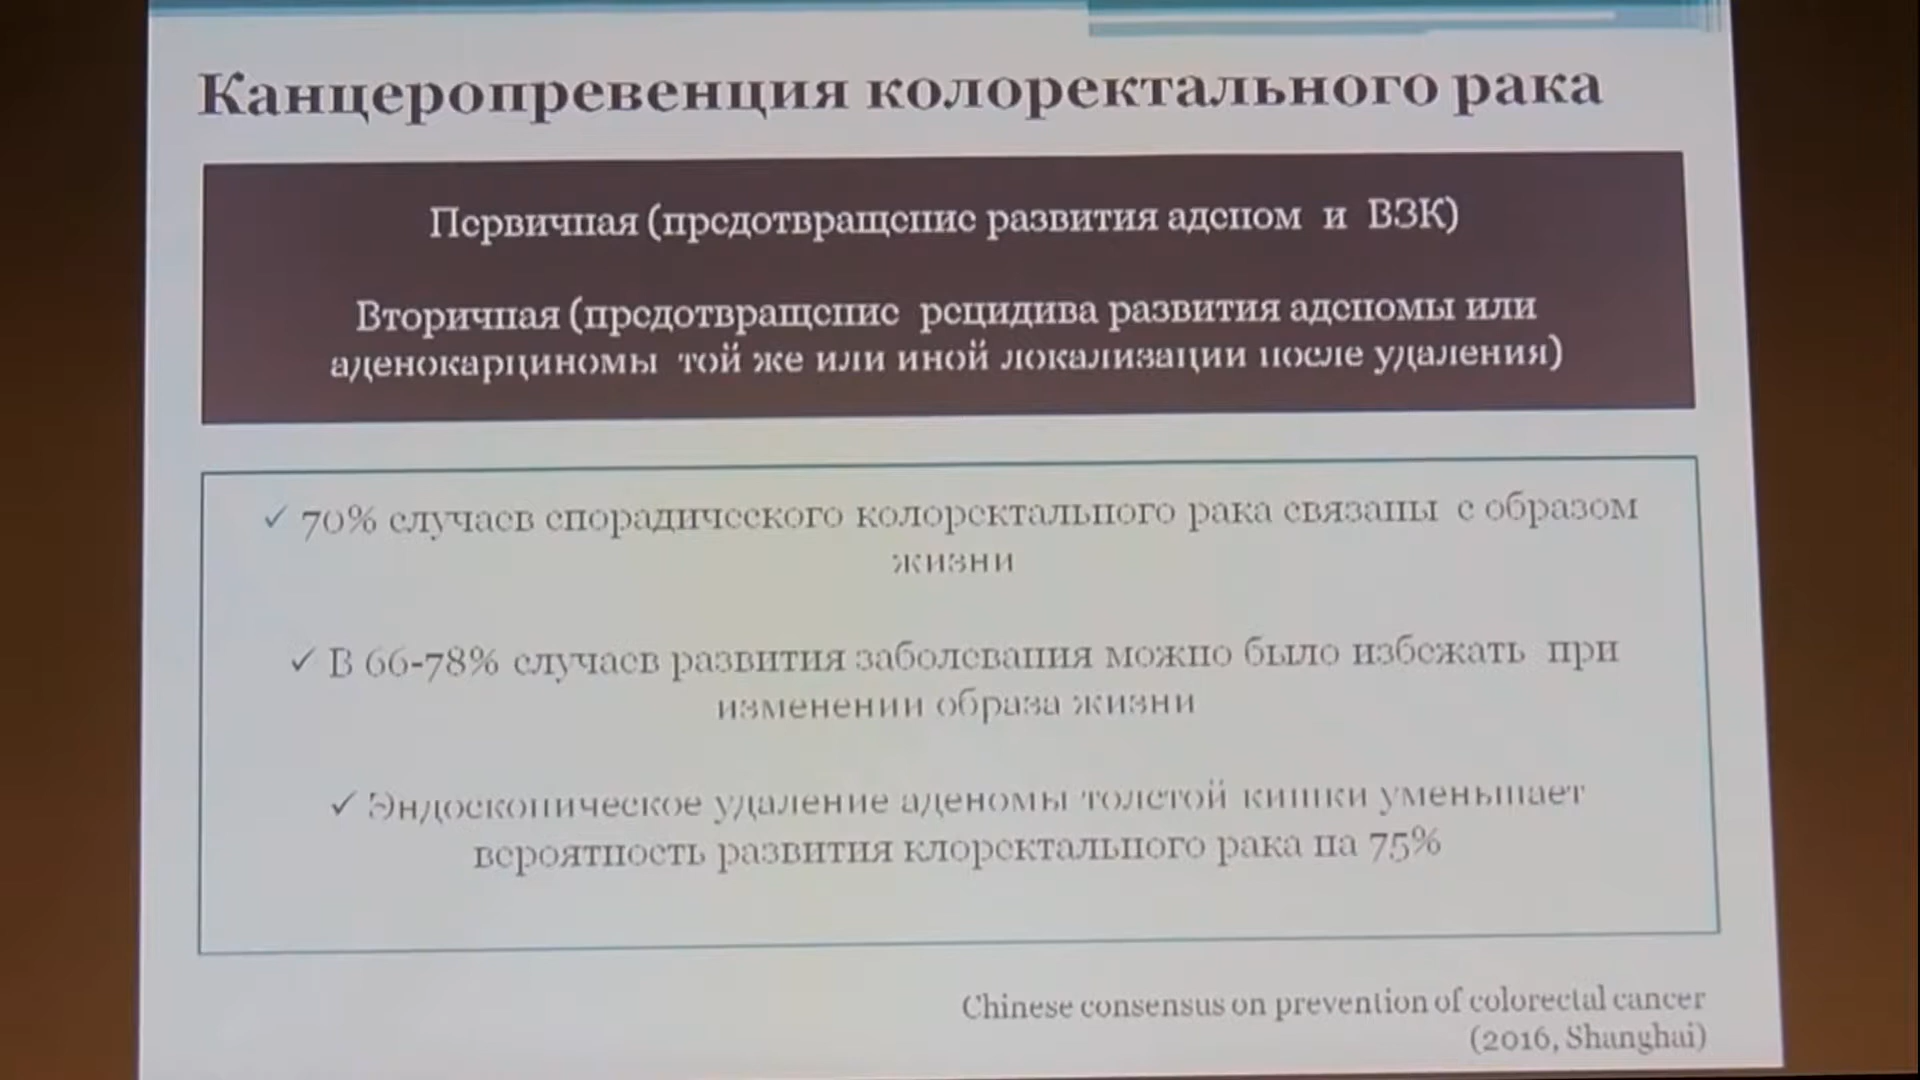 Канцеропревенция колоректального рака
Первичная (предотвращение развития аденом и ВЗК)
Вторичная (предотвращение рецидива развития аденомы или
аденокарциномы той же или иной локализации после удаления)
✓ 70% случаев спорадического колоректального рака связаны с образом
жизни
✓ В 66-78% случаев развития заболевания можно было избежать при
изменении образа жизни
✓ Эндоскопическое удаление аденомы толстой кишки уменьшает
вероятность развития клоректального рака на 75%
Chinese consensus on prevention of colorectal cancer
(2016, Shanghai)